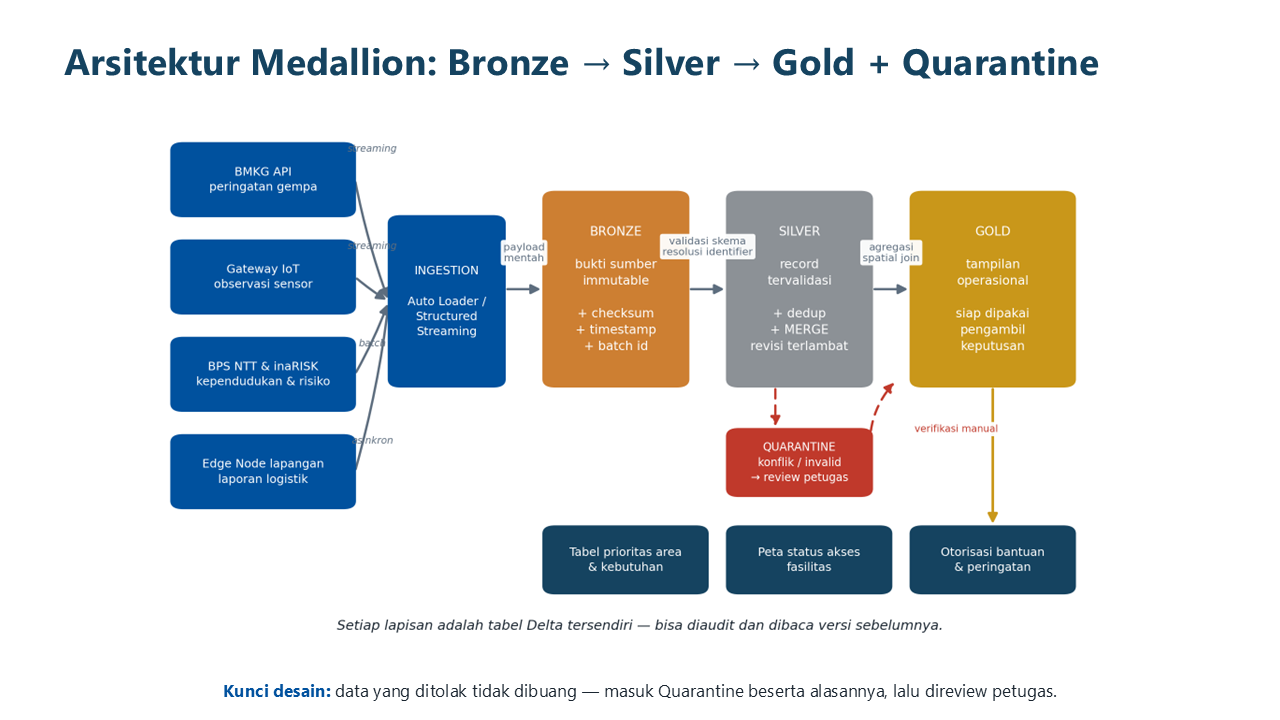 Arsitektur Medallion: Bronze → Silver → Gold + Quarantine
streaming
BMKG API
peringatan gempa
streaming
Gateway IoT
observasi sensor
batch
BPS NTT & inaRISK
kependudukan & risiko
asinkron
Edge Node lapangan
laporan logistik
INGESTION
Auto Loader /
Structured
Streaming
payload
mentah
BRONZE
bukti sumber
immutable
+ checksum
+ timestamp
+ batch id
validasi skema
resolusi identifier
SILVER
record
tervalidasi
+ dedup
+ MERGE
revisi terlambat
agregasi
spatial join
GOLD
tampilan
operasional
siap dipakai
pengambil
keputusan
QUARANTINE
konflik / invalid
→ review petugas
verifikasi manual
Tabel prioritas area
& kebutuhan
Peta status akses
fasilitas
Otorisasi bantuan
& peringatan
Setiap lapisan adalah tabel Delta tersendiri — bisa diaudit dan dibaca versi sebelumnya.
Kunci desain: data yang ditolak tidak dibuang — masuk Quarantine beserta alasannya, lalu direview petugas.